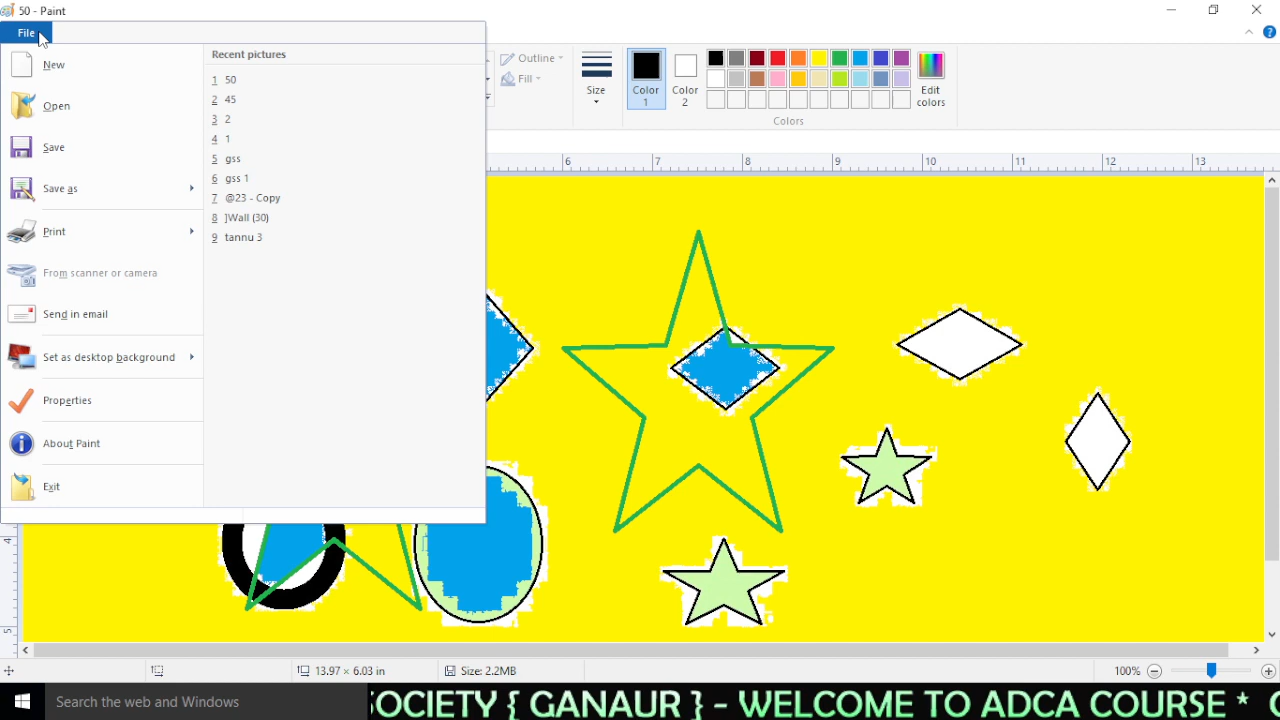 50 - Paint
File
New
Open
Save
Save as
Print
From scanner or camera
Send in email
Set as desktop background
Properties
About Paint
Exit
Recent pictures
1 50
2 45
3 2
4 1
5 gss
6 gss 1
7 @23 - Copy
8 ]Wall (30)
9 tannu 3
Outline
Fill
Size
Color 1
Color 2
Edit colors
Colors
6 7 8 9 10 11 12 13
4
5
13.97 × 6.03 in
Size: 2.2MB
100%
Search the web and Windows
OCIETY { GANAUR } - WELCOME TO ADCA COURSE *